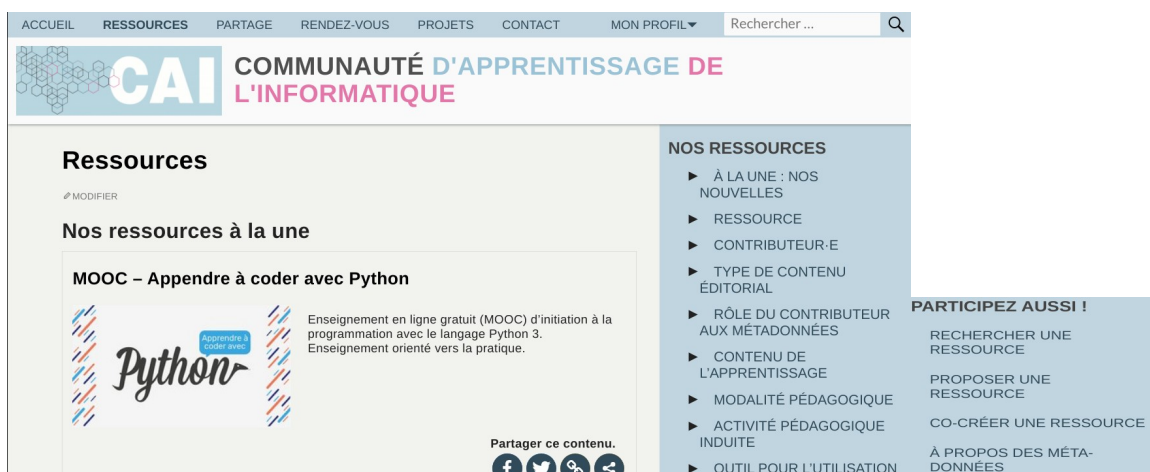 ACCUEIL RESSOURCES PARTAGE RENDEZ-VOUS PROJETS CONTACT MON PROFIL Rechercher ...
CAI
COMMUNAUTÉ D'APPRENTISSAGE DE
L'INFORMATIQUE
Ressources
MODIFIER
Nos ressources à la une
MOOC – Appendre à coder avec Python
Apprendre à
coder avec
Python
Enseignement en ligne gratuit (MOOC) d'initiation à la
programmation avec le langage Python 3.
Enseignement orienté vers la pratique.
Partager ce contenu.
NOS RESSOURCES
À LA UNE : NOS
NOUVELLES
RESSOURCE
CONTRIBUTEUR·E
TYPE DE CONTENU
ÉDITORIAL
RÔLE DU CONTRIBUTEUR
AUX MÉTADONNÉES
CONTENU DE
L'APPRENTISSAGE
MODALITÉ PÉDAGOGIQUE
ACTIVITÉ PÉDAGOGIQUE
INDUITE
OUTIL POUR L'UTILISATION
PARTICIPEZ AUSSI !
RECHERCHER UNE
RESSOURCE
PROPOSER UNE
RESSOURCE
CO-CRÉER UNE RESSOURCE
À PROPOS DES MÉTA-
DONNÉES